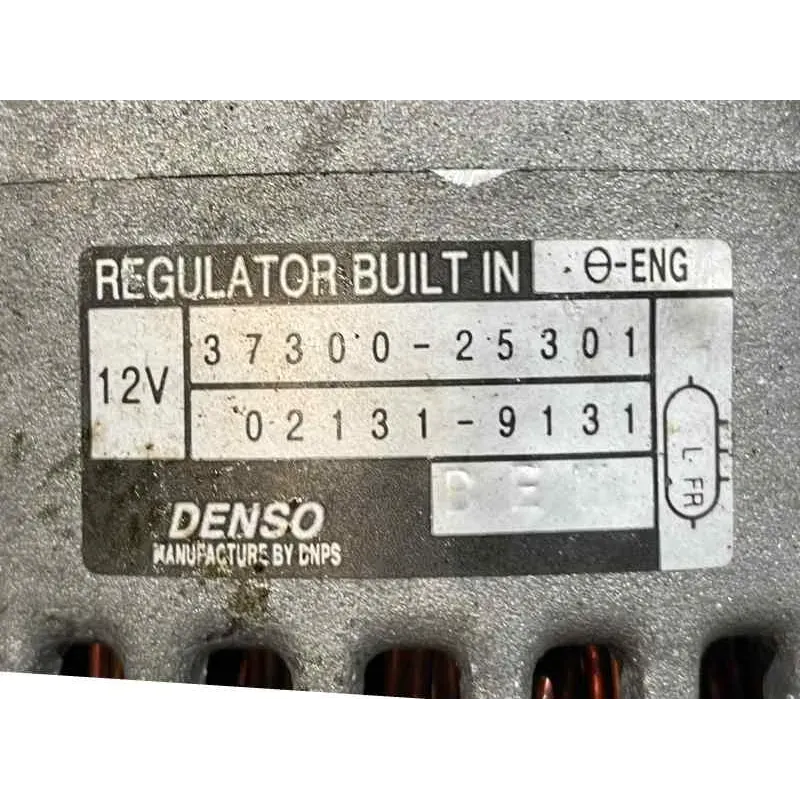 REGULATOR BUILT IN ⊖-ENG
12V
37300-25301
02131-9131
L FR
DENSO
MANUFACTURE BY DNPS